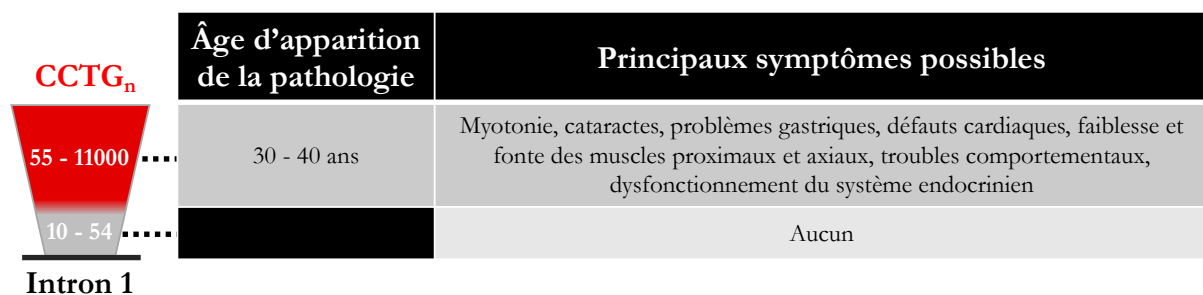 Âge d’apparition
de la pathologie
Principaux symptômes possibles
CCTGn
55 - 11000
30 - 40 ans
Myotonie, cataractes, problèmes gastriques, défauts cardiaques, faiblesse et
fonte des muscles proximaux et axiaux, troubles comportementaux,
dysfonctionnement du système endocrinien
10 - 54
Aucun
Intron 1